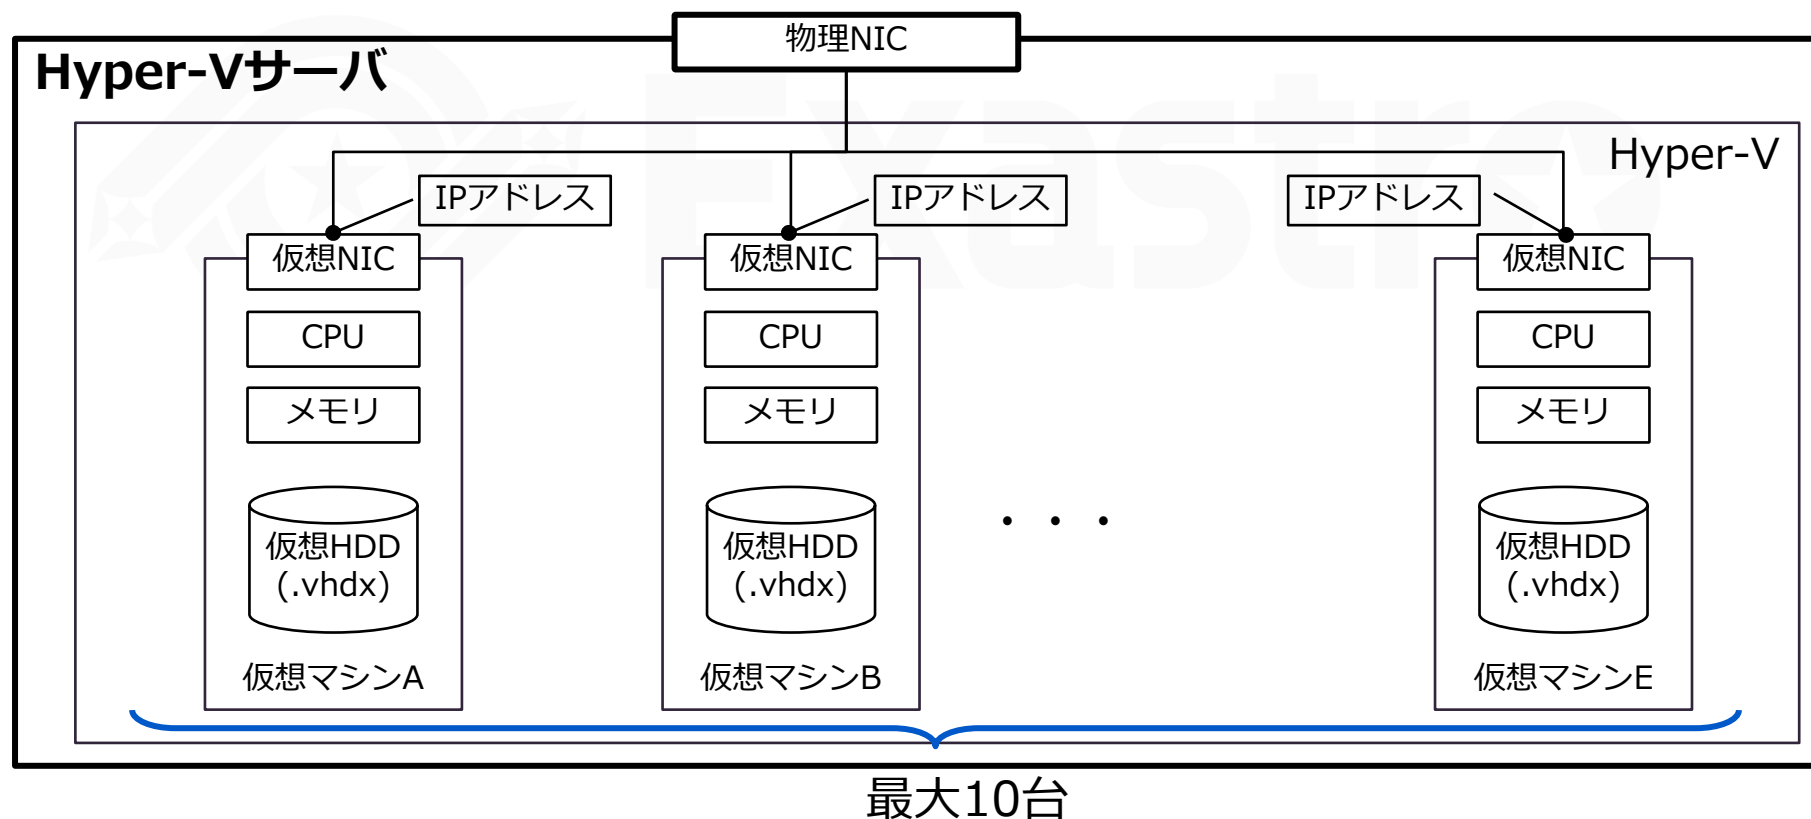 物理NIC
Hyper-Vサーバ
Exastro
Hyper-V
IPアドレス
IPアドレス
IPアドレス
仮想NIC
仮想NIC
仮想NIC
CPU
CPU
CPU
メモリ
メモリ
メモリ
仮想HDD
(.vhdx)
仮想HDD
(.vhdx)
・・・
仮想HDD
(.vhdx)
仮想マシンA
仮想マシンB
仮想マシンE
最大10台